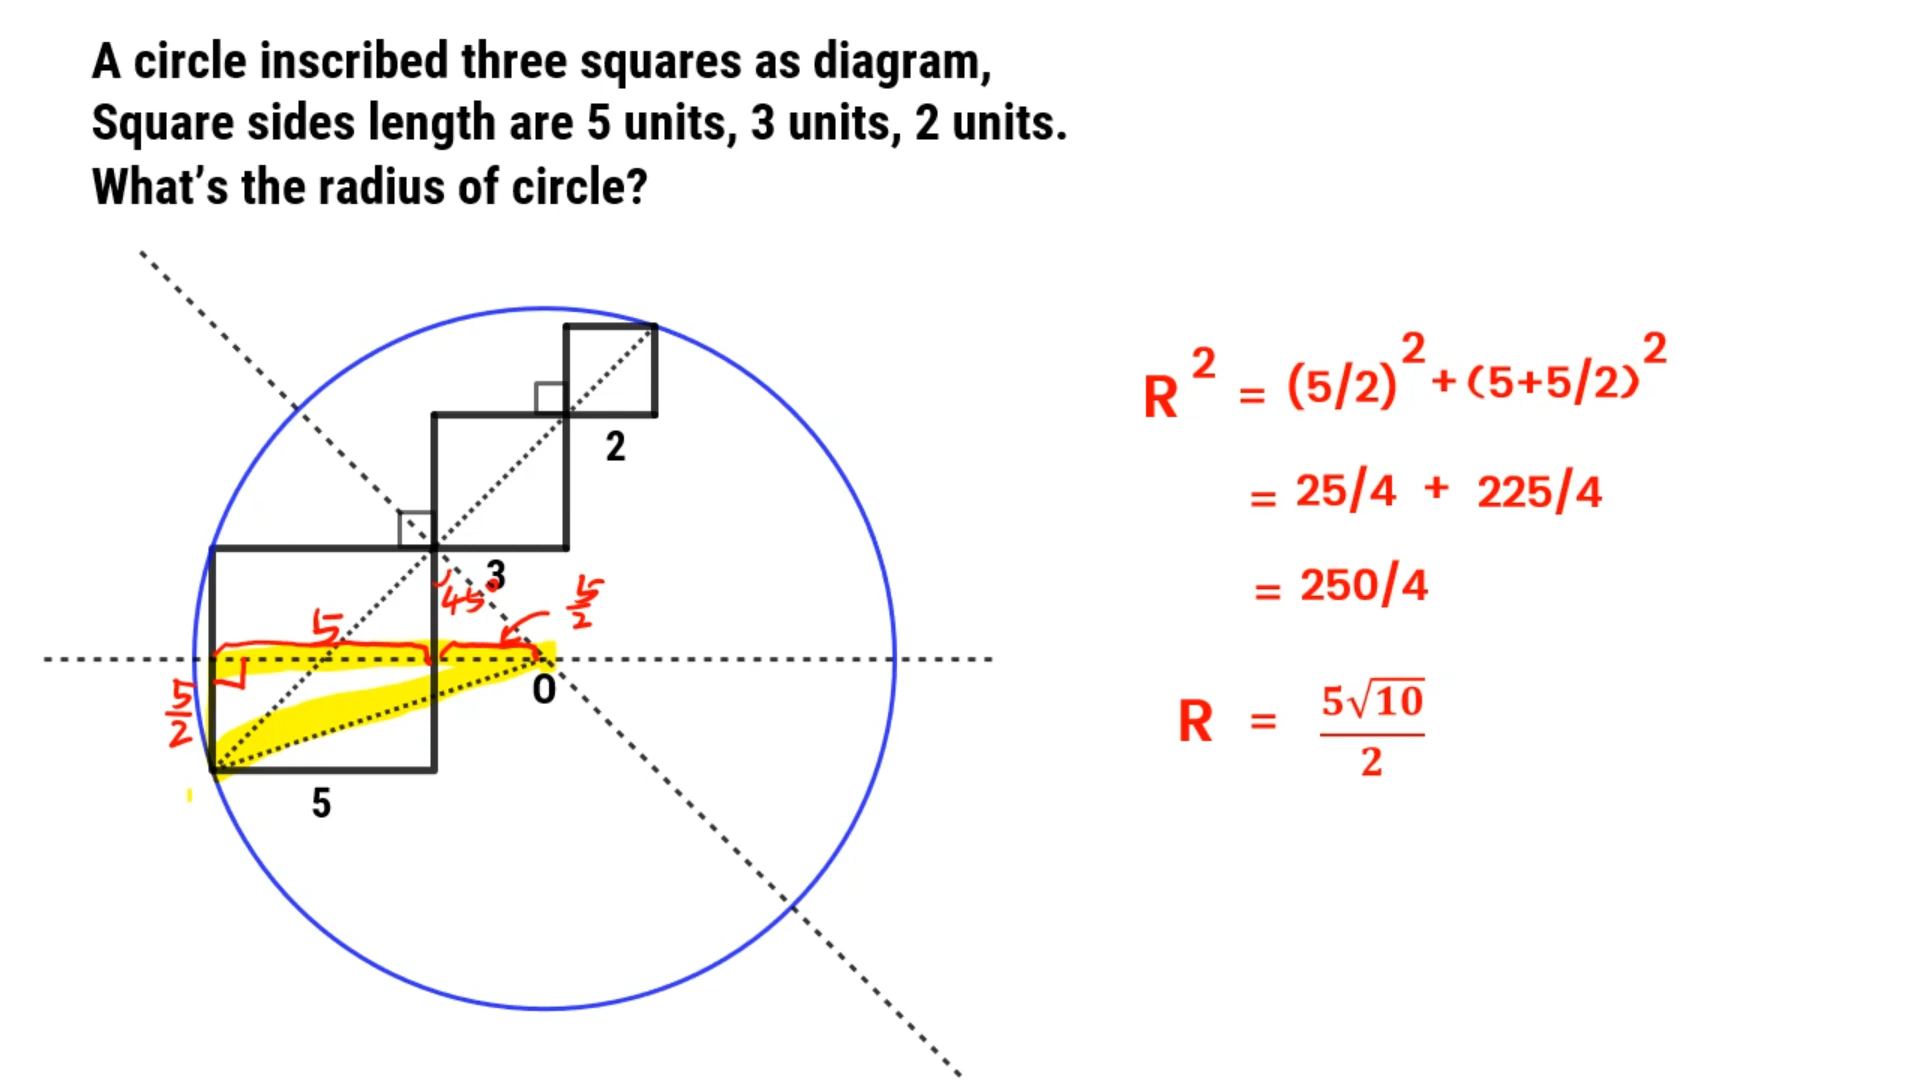 A circle inscribed three squares as diagram,
Square sides length are 5 units, 3 units, 2 units.
What's the radius of circle?
2
3
45°
5
5/2
5/2
O
5
R² = (5/2)² + (5+5/2)²
= 25/4 + 225/4
= 250/4
R = 5√10/2